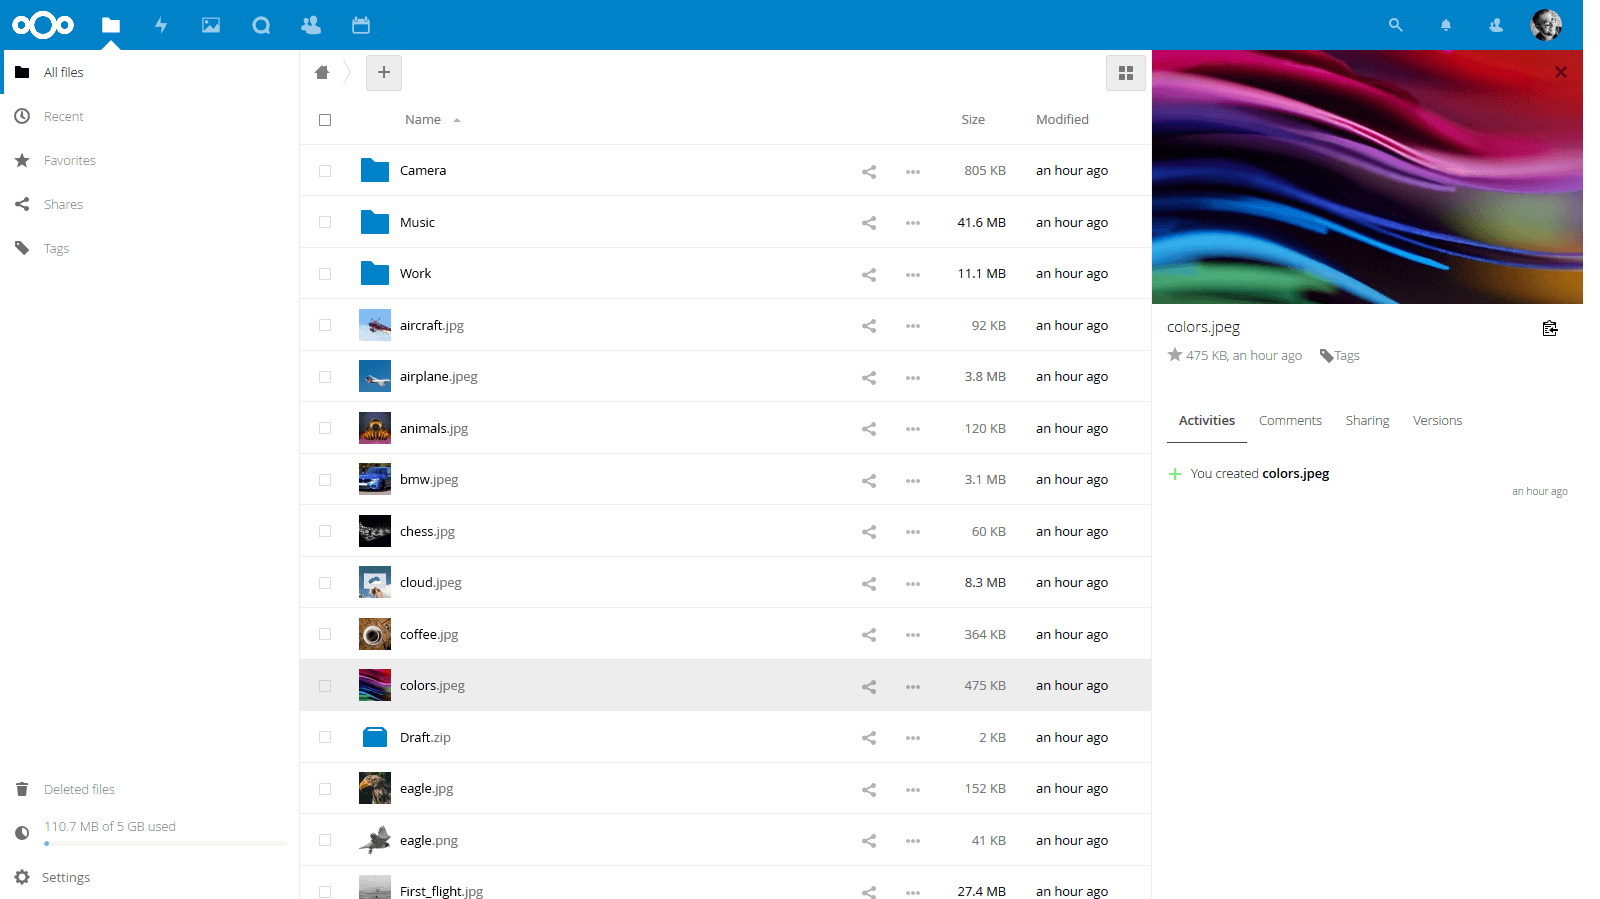 All files
Recent
Favorites
Shares
Tags
Deleted files
110.7 MB of 5 GB used
Settings
Name Size Modified
Camera 805 KB an hour ago
Music 41.6 MB an hour ago
Work 11.1 MB an hour ago
aircraft.jpg 92 KB an hour ago
airplane.jpeg 3.8 MB an hour ago
animals.jpg 120 KB an hour ago
bmw.jpeg 3.1 MB an hour ago
chess.jpg 60 KB an hour ago
cloud.jpeg 8.3 MB an hour ago
coffee.jpg 364 KB an hour ago
colors.jpeg 475 KB an hour ago
Draft.zip 2 KB an hour ago
eagle.jpg 152 KB an hour ago
eagle.png 41 KB an hour ago
First_flight.jpg 27.4 MB an hour ago
colors.jpeg
475 KB, an hour ago Tags
Activities Comments Sharing Versions
You created colors.jpeg
an hour ago